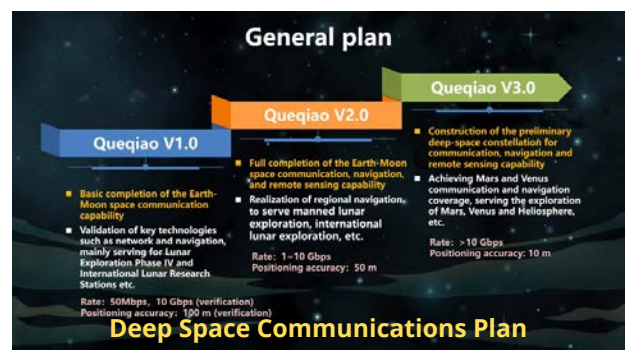 General plan
Queqiao V1.0
Basic completion of the Earth-
Moon space communication
capability
Validation of key technologies
such as network and navigation,
mainly serving for Lunar
Exploration Phase IV and
International Lunar Research
Stations etc.
Rate: 50Mbps, 10 Gbps (verification)
Positioning accuracy: 100 m (verification)
Queqiao V2.0
Full completion of the Earth-Moon
space communication, navigation,
and remote sensing capability
Realization of regional navigation,
to serve manned lunar
exploration, international
lunar exploration, etc.
Rate: 1~10 Gbps
Positioning accuracy: 50 m
Queqiao V3.0
Construction of the preliminary
deep-space constellation for
communication, navigation and
remote sensing capability
Achieving Mars and Venus
communication and navigation
coverage, serving the exploration
of Mars, Venus and Heliosphere,
etc.
Rate: >10 Gbps
Positioning accuracy: 10 m
Deep Space Communications Plan